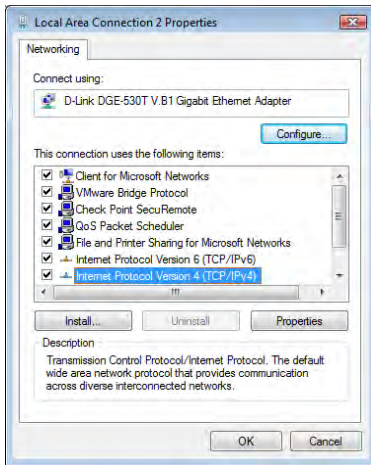 Local Area Connection 2 Properties
Networking
Connect using:
D-Link DGE-530T V.B1 Gigabit Ethernet Adapter
Configure...
This connection uses the following items:
Client for Microsoft Networks
VMware Bridge Protocol
Check Point SecuRemote
QoS Packet Scheduler
File and Printer Sharing for Microsoft Networks
Internet Protocol Version 6 (TCP/IPv6)
Internet Protocol Version 4 (TCP/IPv4)
Install... Uninstall Properties
Description
Transmission Control Protocol/Internet Protocol. The default
wide area network protocol that provides communication
across diverse interconnected networks.
OK Cancel